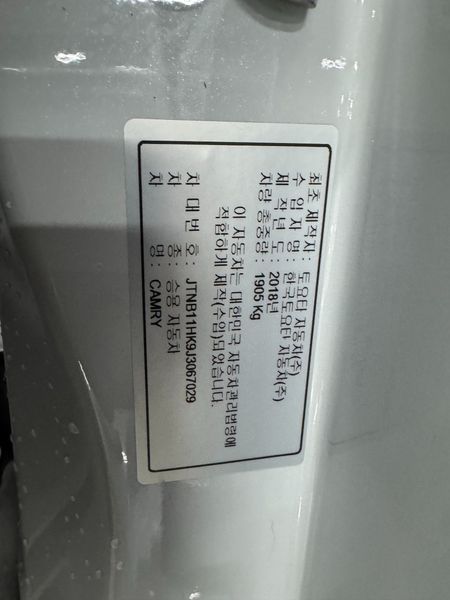 최초 제작자: 토요타 자동차(주)
수 입 자 명: 한국토요타 자동차(주)
제 작 년 도: 2018년
차량 총중량: 1905 Kg
이 자동차는 대한민국 자동차관리법령에
적합하게 제작(수입)되었습니다.
차 대 번 호: JTNB11HK9J3067029
차 종: 승용 자동차
차 명: CAMRY